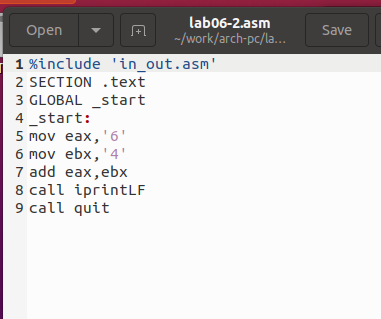 Open
lab06-2.asm
~/work/arch-pc/la...
Save
1 %include 'in_out.asm'
2 SECTION .text
3 GLOBAL _start
4 _start:
5 mov eax,'6'
6 mov ebx,'4'
7 add eax,ebx
8 call iprintLF
9 call quit